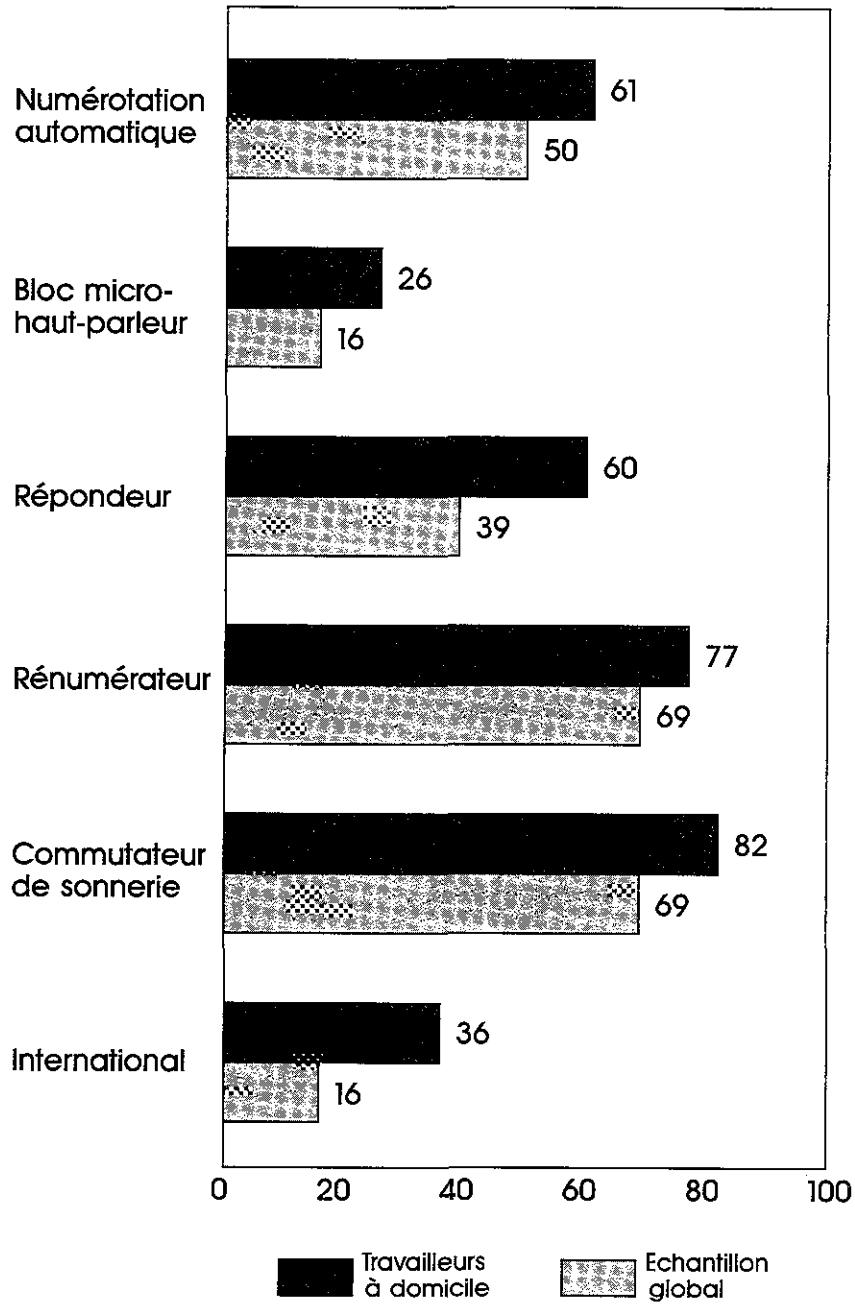 Numérotation
automatique
61
50
Bloc micro-
haut-parleur
26
16
Répondeur
60
39
Rénumérateur
77
69
Commutateur
de sonnerie
82
69
International
36
16
0 20 40 60 80 100
Travailleurs
à domicile
Echantillon
global